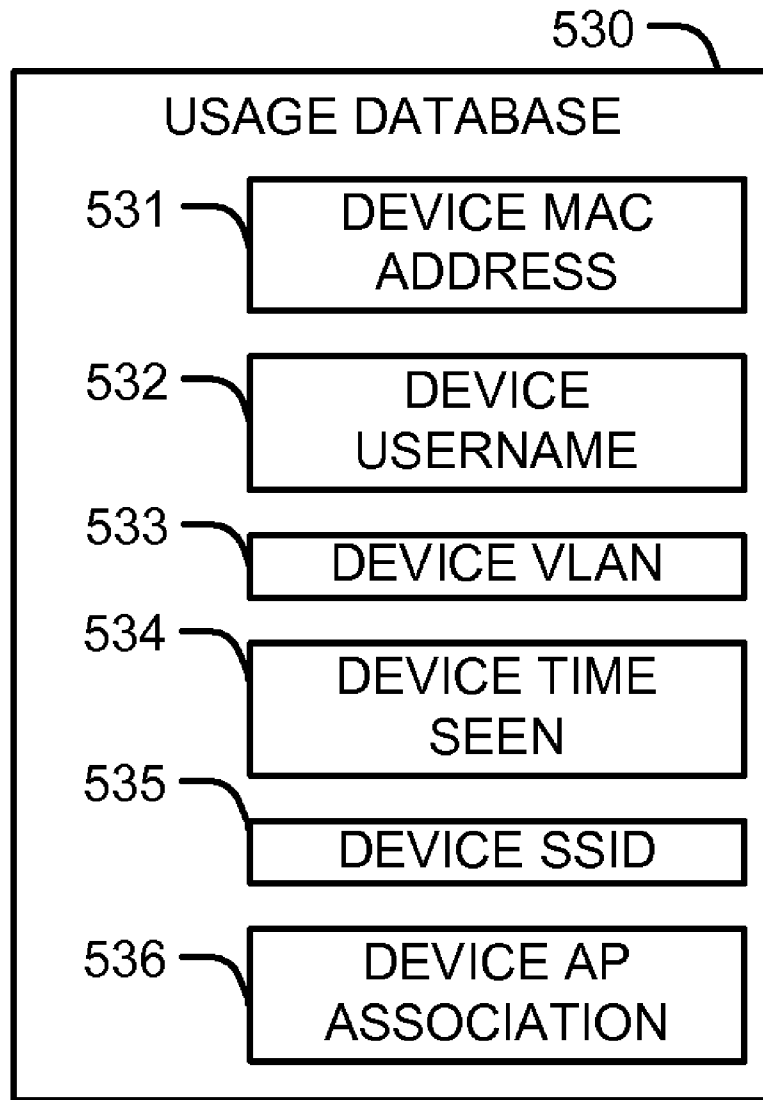 530
USAGE DATABASE
531
DEVICE MAC
ADDRESS
532
DEVICE
USERNAME
533
DEVICE VLAN
534
DEVICE TIME
SEEN
535
DEVICE SSID
536
DEVICE AP
ASSOCIATION